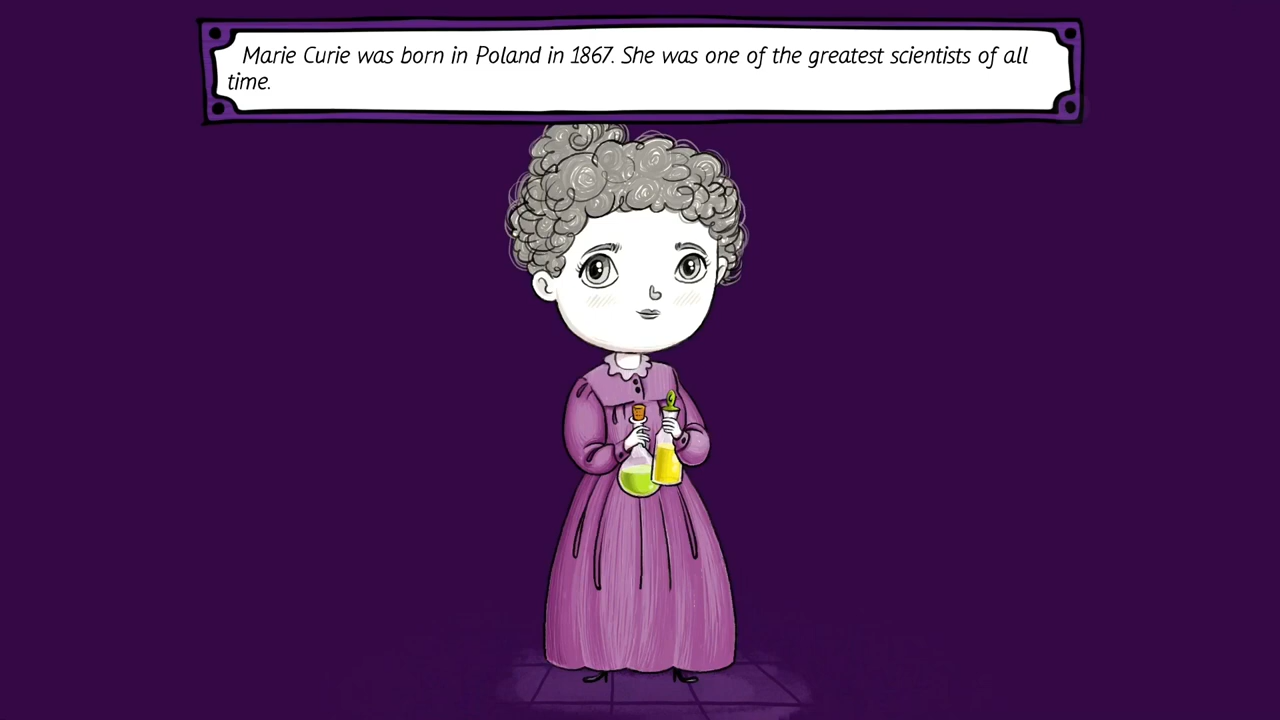 Marie Curie was born in Poland in 1867. She was one of the greatest scientists of all
time.